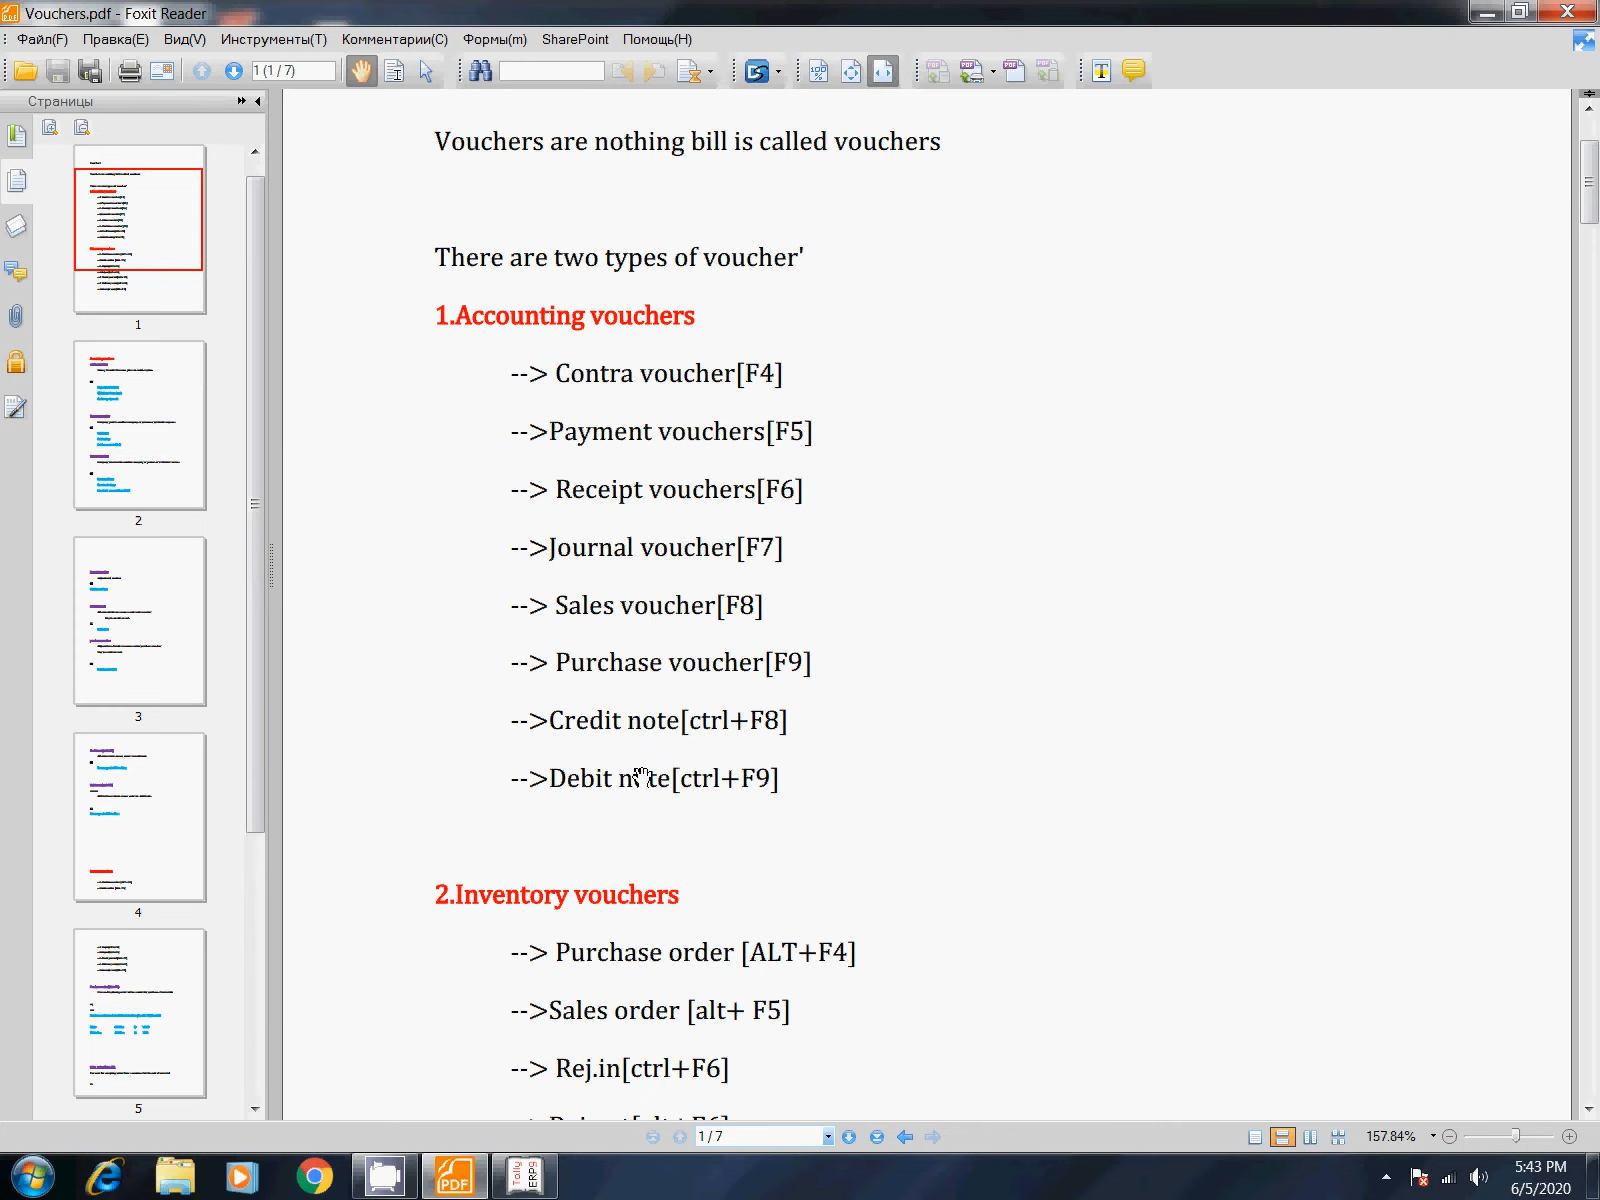 Vouchers.pdf - Foxit Reader
Файл(F) Правка(E) Вид(V) Инструменты(T) Комментарии(C) Формы(m) SharePoint Помощь(H)
1 (1 / 7)
Страницы
Vouchers are nothing bill is called vouchers
There are two types of voucher'
1.Accounting vouchers
--> Contra voucher[F4]
-->Payment vouchers[F5]
--> Receipt vouchers[F6]
-->Journal voucher[F7]
--> Sales voucher[F8]
--> Purchase voucher[F9]
-->Credit note[ctrl+F8]
-->Debit note[ctrl+F9]
2.Inventory vouchers
--> Purchase order [ALT+F4]
-->Sales order [alt+ F5]
--> Rej.in[ctrl+F6]
1
2
3
4
5
1 / 7
157.84%
5:43 PM
6/5/2020